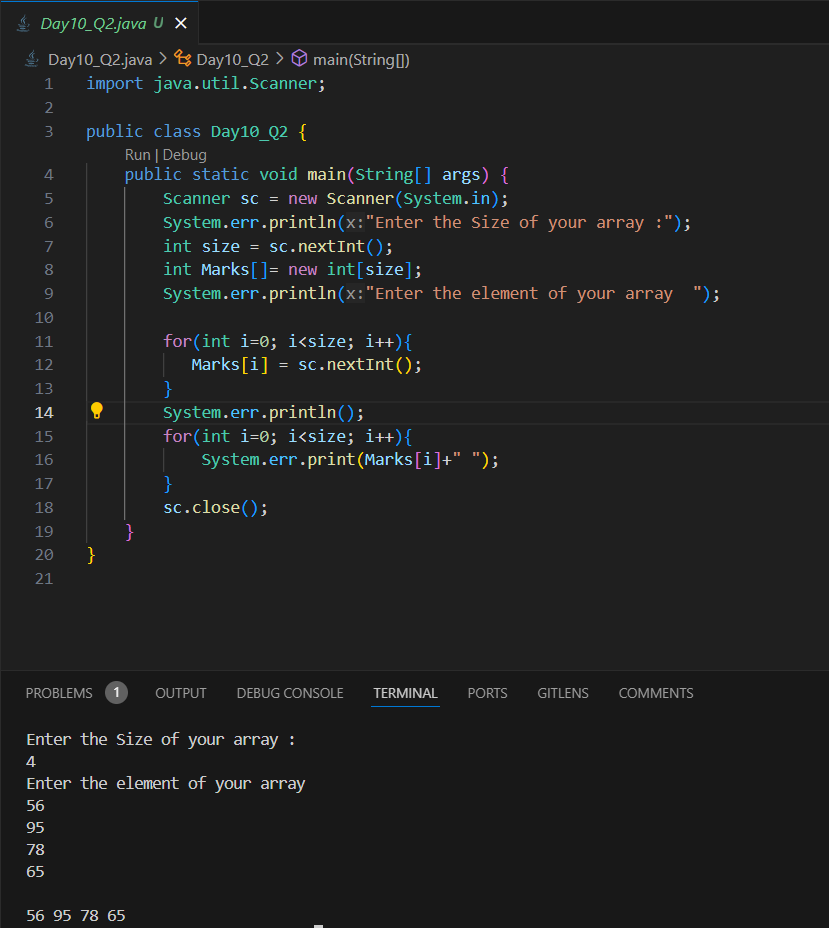 Day10_Q2.java U ×
Day10_Q2.java > Day10_Q2 > main(String[])
1 import java.util.Scanner;
2
3 public class Day10_Q2 {
Run | Debug
4 public static void main(String[] args) {
5 Scanner sc = new Scanner(System.in);
6 System.err.println(x:"Enter the Size of your array :");
7 int size = sc.nextInt();
8 int Marks[]= new int[size];
9 System.err.println(x:"Enter the element of your array  ");
10
11 for(int i=0; i<size; i++){
12 Marks[i] = sc.nextInt();
13 }
14 System.err.println();
15 for(int i=0; i<size; i++){
16 System.err.print(Marks[i]+" ");
17 }
18 sc.close();
19 }
20 }
21
PROBLEMS 1 OUTPUT DEBUG CONSOLE TERMINAL PORTS GITLENS COMMENTS
Enter the Size of your array :
4
Enter the element of your array
56
95
78
65
56 95 78 65